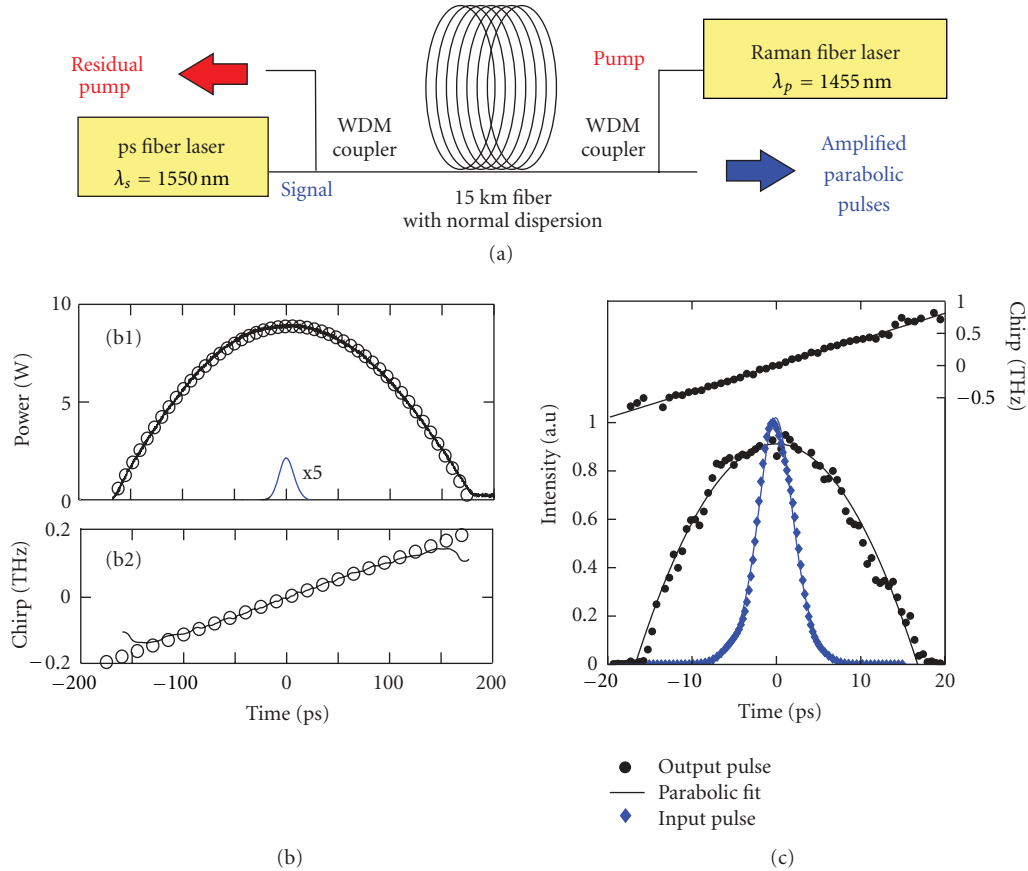 Residual
pump
ps fiber laser
λs = 1550 nm
Signal
WDM
coupler
15 km fiber
with normal dispersion
Pump
WDM
coupler
Raman fiber laser
λp = 1455 nm
Amplified
parabolic
pulses
(a)
(b1)
Power (W)
10
5
0
x5
(b2)
Chirp (THz)
0.2
0
−0.2
−200
−100
0
100
200
Time (ps)
(b)
Chirp (THz)
1
0.5
0
−0.5
Intensity (a.u)
1
0.8
0.6
0.4
0.2
0
−20
−10
0
10
20
Time (ps)
Output pulse
Parabolic fit
Input pulse
(c)